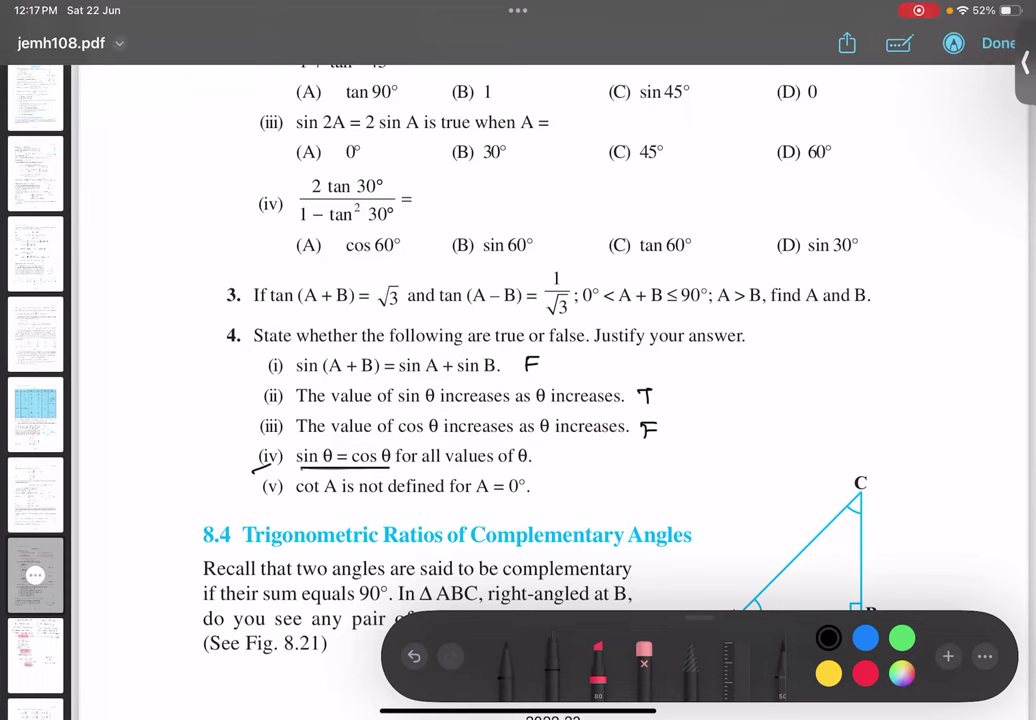 12:17 PM Sat 22 Jun
52%
jemh108.pdf
Done
(A) tan 90° (B) 1 (C) sin 45° (D) 0
(iii) sin 2A = 2 sin A is true when A =
(A) 0° (B) 30° (C) 45° (D) 60°
(iv) 2 tan 30° / 1 – tan² 30° =
(A) cos 60° (B) sin 60° (C) tan 60° (D) sin 30°
3. If tan (A + B) = √3 and tan (A – B) = 1/√3; 0° < A + B ≤ 90°; A > B, find A and B.
4. State whether the following are true or false. Justify your answer.
(i) sin (A + B) = sin A + sin B. F
(ii) The value of sin θ increases as θ increases. T
(iii) The value of cos θ increases as θ increases. F
(iv) sin θ = cos θ for all values of θ.
(v) cot A is not defined for A = 0°.
C
8.4 Trigonometric Ratios of Complementary Angles
Recall that two angles are said to be complementary
if their sum equals 90°. In Δ ABC, right-angled at B,
do you see any pair
(See Fig. 8.21)
80